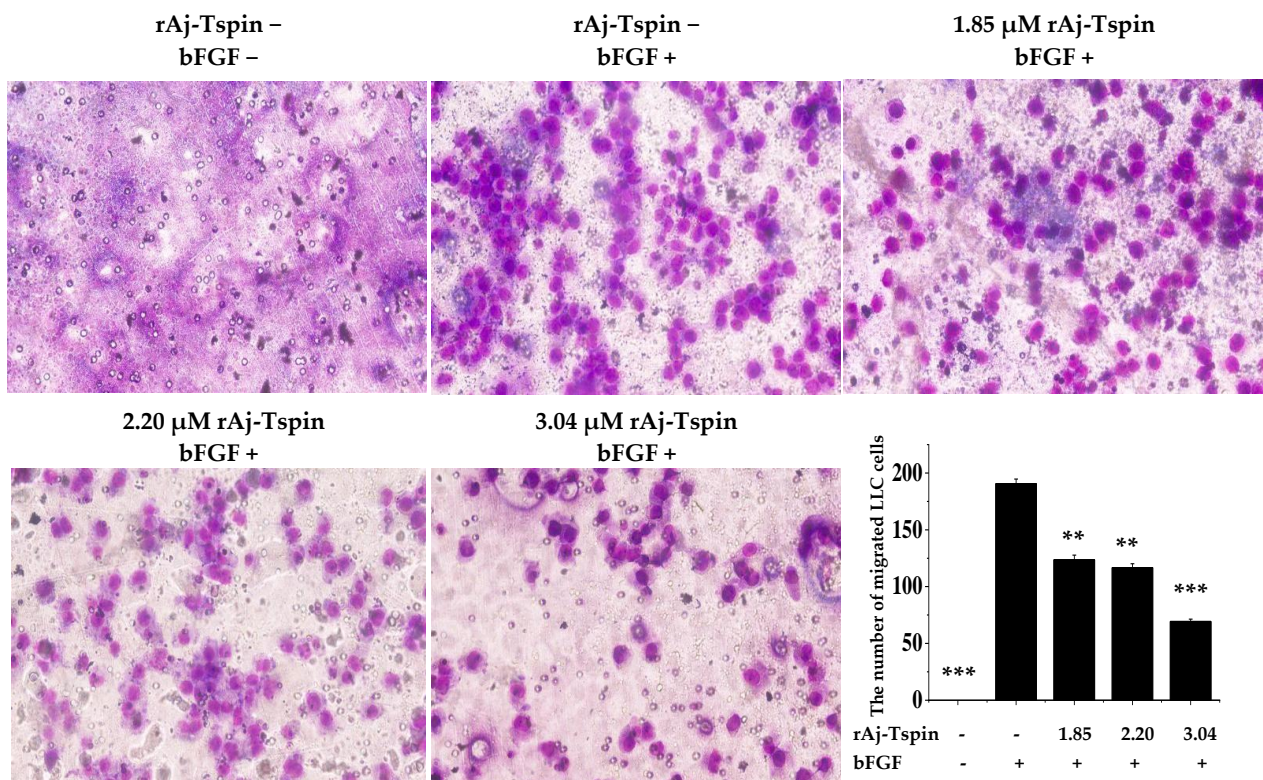 rAj-Tspin –
bFGF –
rAj-Tspin –
bFGF +
1.85 μM rAj-Tspin
bFGF +
2.20 μM rAj-Tspin
bFGF +
3.04 μM rAj-Tspin
bFGF +
The number of migrated LLC cells
200
150
100
50
0
***
**
**
***
rAj-Tspin - - 1.85 2.20 3.04
bFGF - + + + +